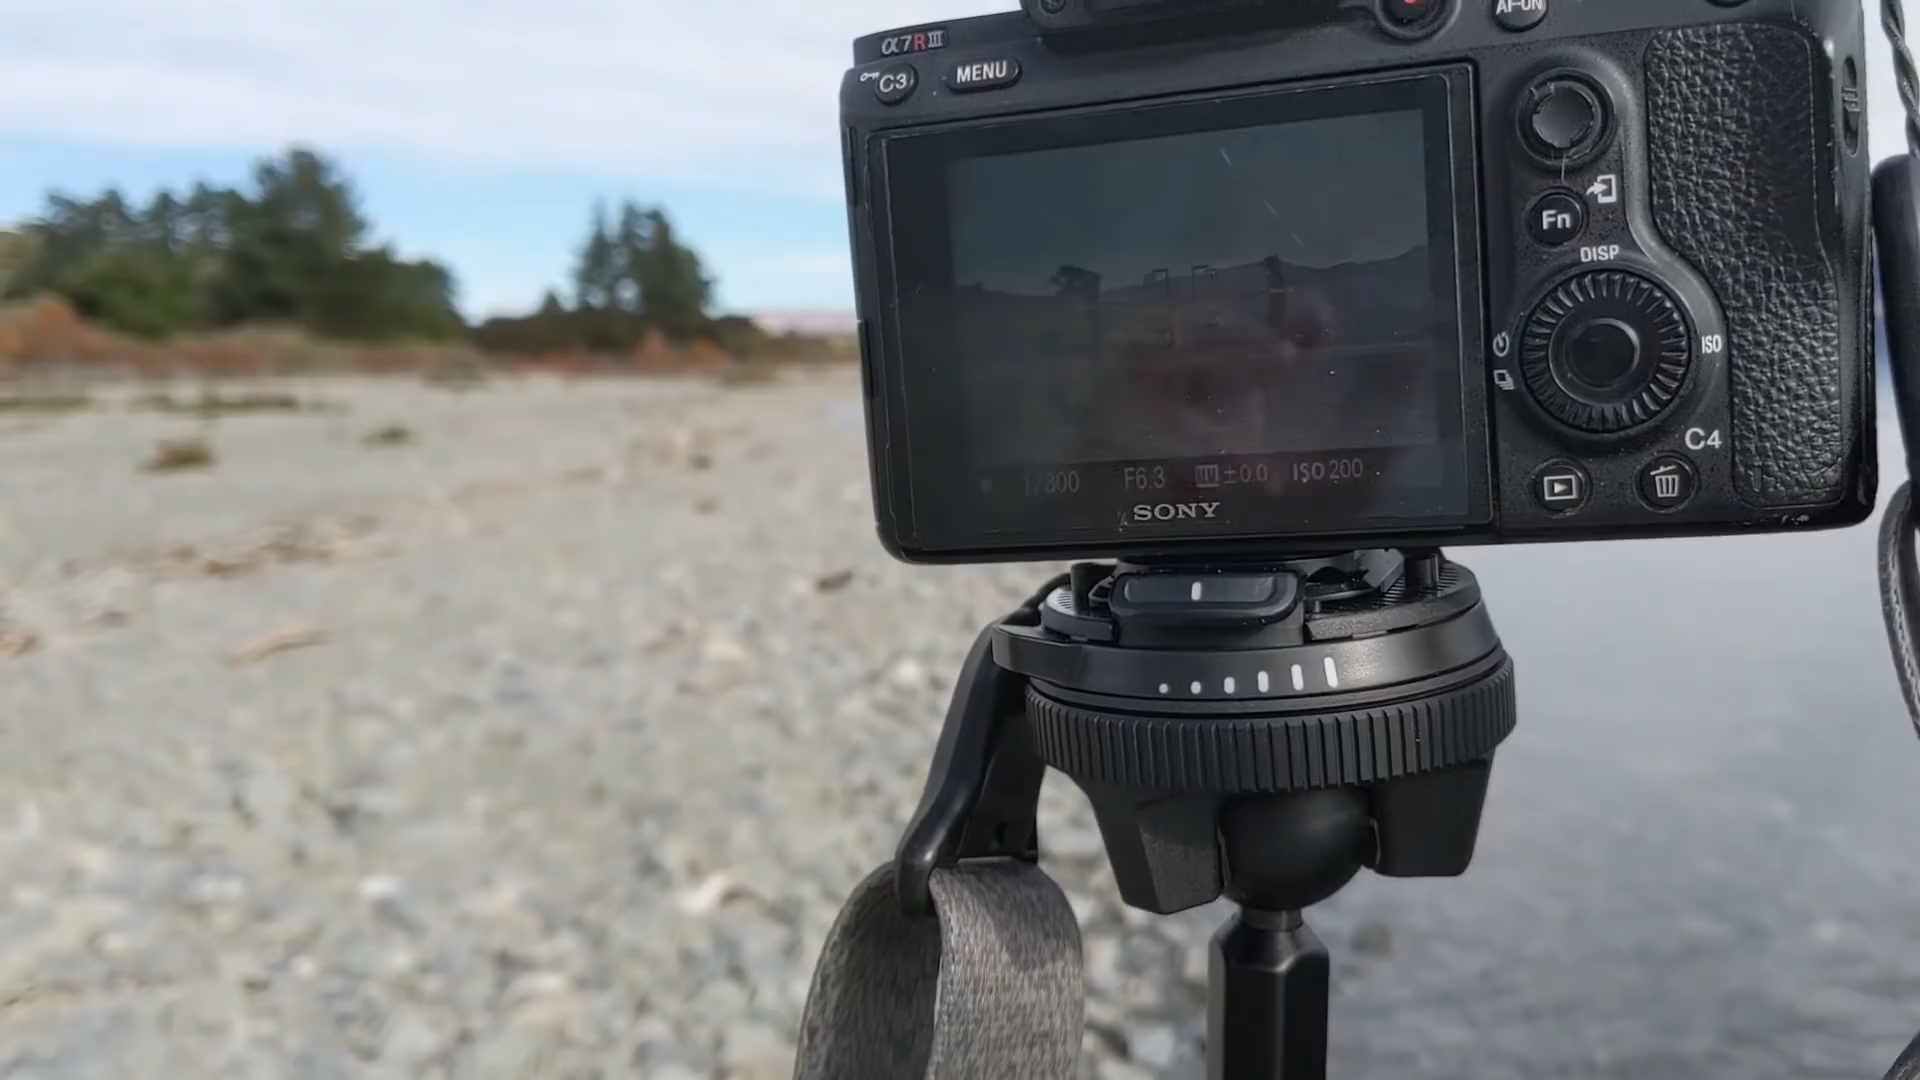 α7RIII
AF-ON
C3 MENU
Fn
DISP
ISO
C4
1/800 F6.3 ±0.0 ISO 200
SONY